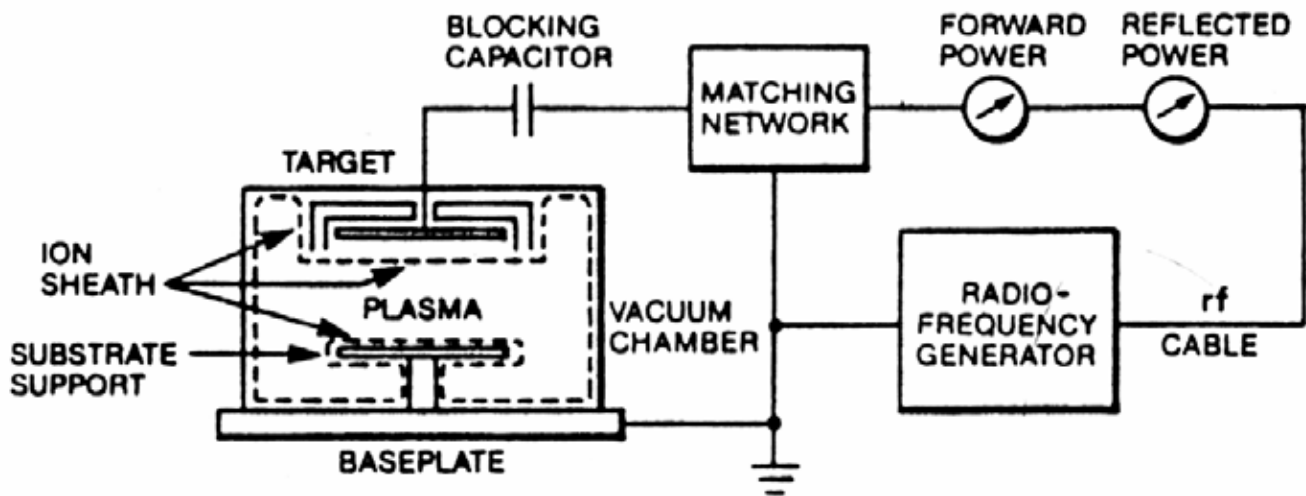 BLOCKING
CAPACITOR
MATCHING
NETWORK
FORWARD
POWER
REFLECTED
POWER
TARGET
ION
SHEATH
PLASMA
VACUUM
CHAMBER
SUBSTRATE
SUPPORT
BASEPLATE
RADIO-
FREQUENCY
GENERATOR
rf
CABLE